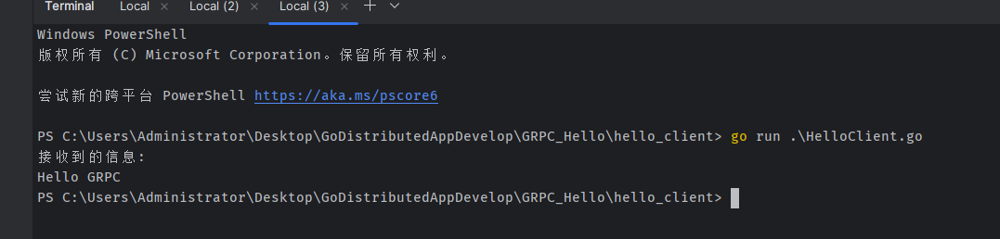 Terminal Local × Local (2) × Local (3) ×
Windows PowerShell
版权所有 (C) Microsoft Corporation。保留所有权利。
尝试新的跨平台 PowerShell https://aka.ms/pscore6
PS C:\Users\Administrator\Desktop\GoDistributedAppDevelop\GRPC_Hello\hello_client> go run .\HelloClient.go
接收到的信息:
Hello GRPC
PS C:\Users\Administrator\Desktop\GoDistributedAppDevelop\GRPC_Hello\hello_client>